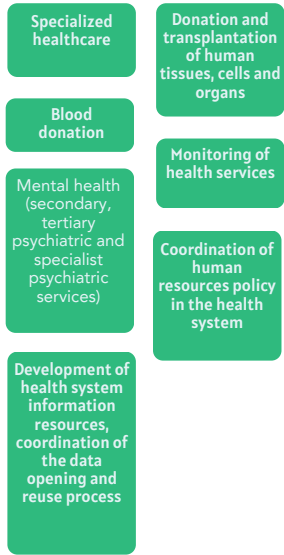 Specialized
healthcare
Blood
donation
Mental health
(secondary,
tertiary
psychiatric and
specialist
psychiatric
services)
Development of
health system
information
resources,
coordination of
the data
opening and
reuse process
Donation and
transplantation
of human
tissues, cells and
organs
Monitoring of
health services
Coordination of
human
resources policy
in the health
system